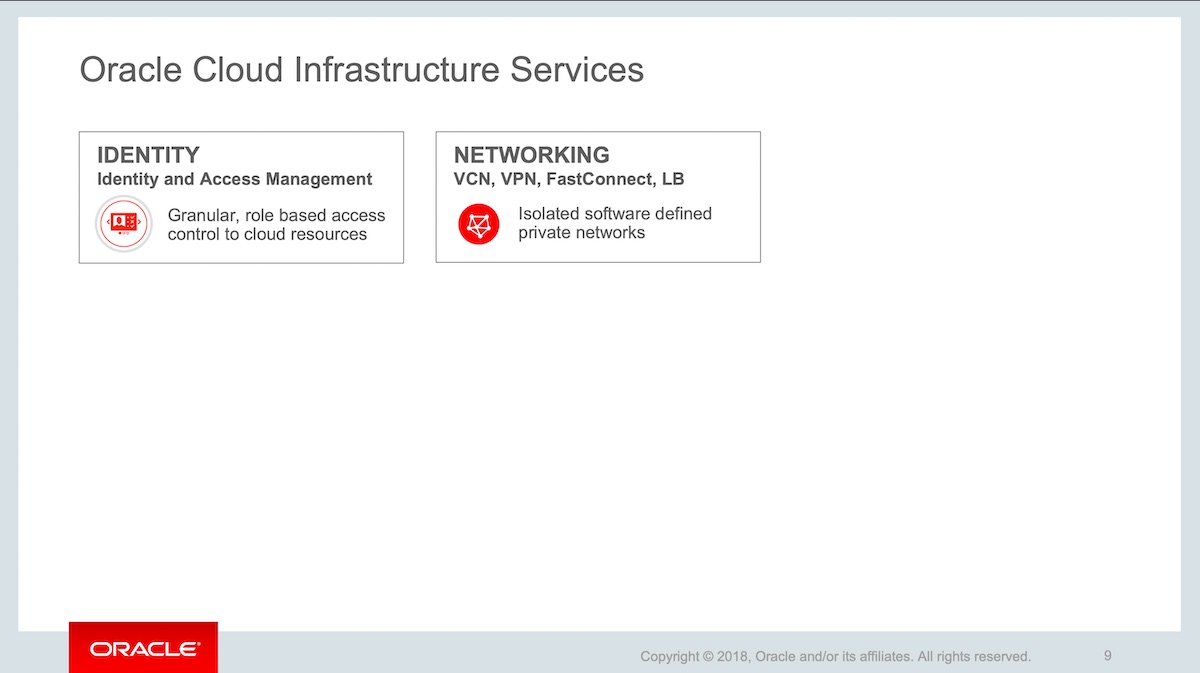 Oracle Cloud Infrastructure Services
IDENTITY
Identity and Access Management
Granular, role based access
control to cloud resources
NETWORKING
VCN, VPN, FastConnect, LB
Isolated software defined
private networks
ORACLE®
Copyright © 2018, Oracle and/or its affiliates. All rights reserved.
9